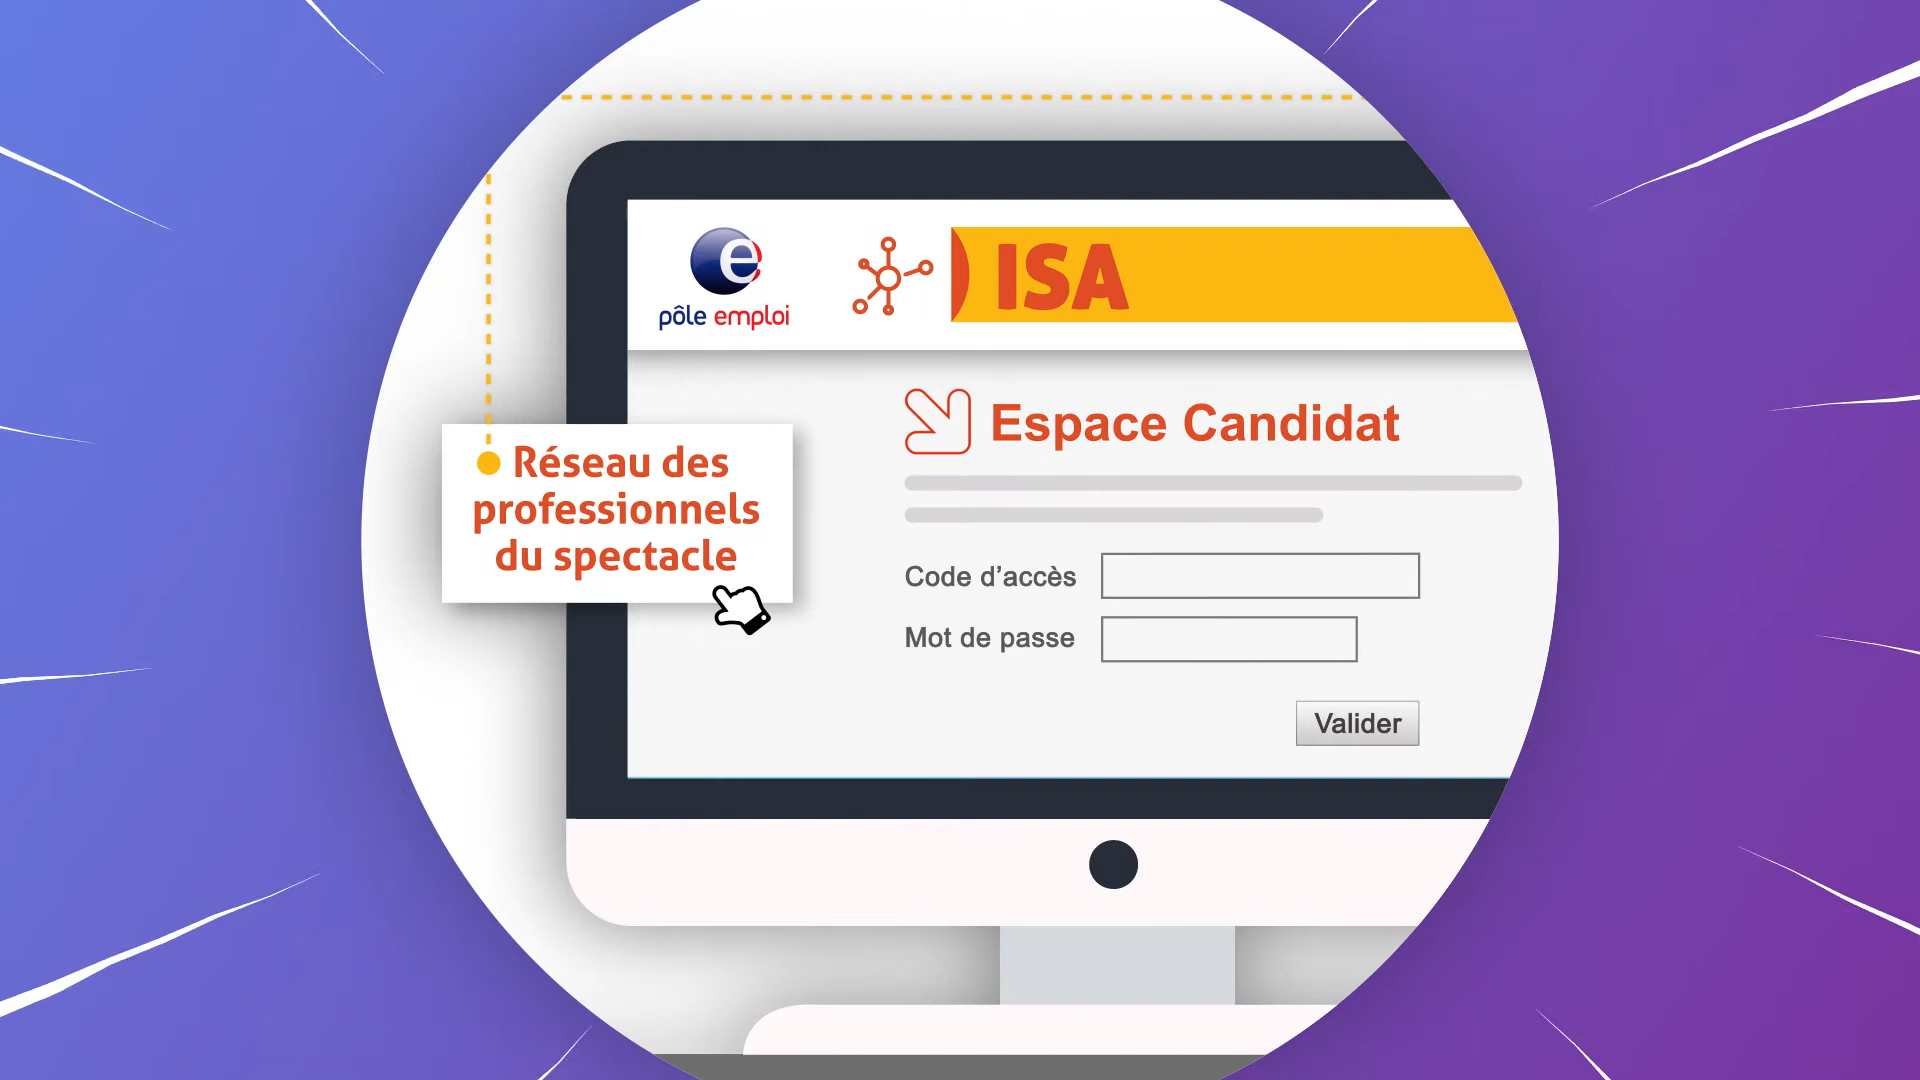 pôle emploi
ISA
Espace Candidat
Réseau des
professionnels
du spectacle
Code d’accès
Mot de passe
Valider